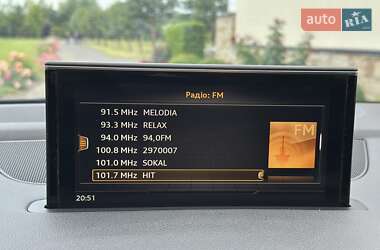 auto RIA.com
Радіо: FM
91.5 MHz MELODIA
93.3 MHz RELAX
94.0 MHz 94,0FM
100.8 MHz 2970007
101.0 MHz SOKAL
101.7 MHz HIT
FM
20:51